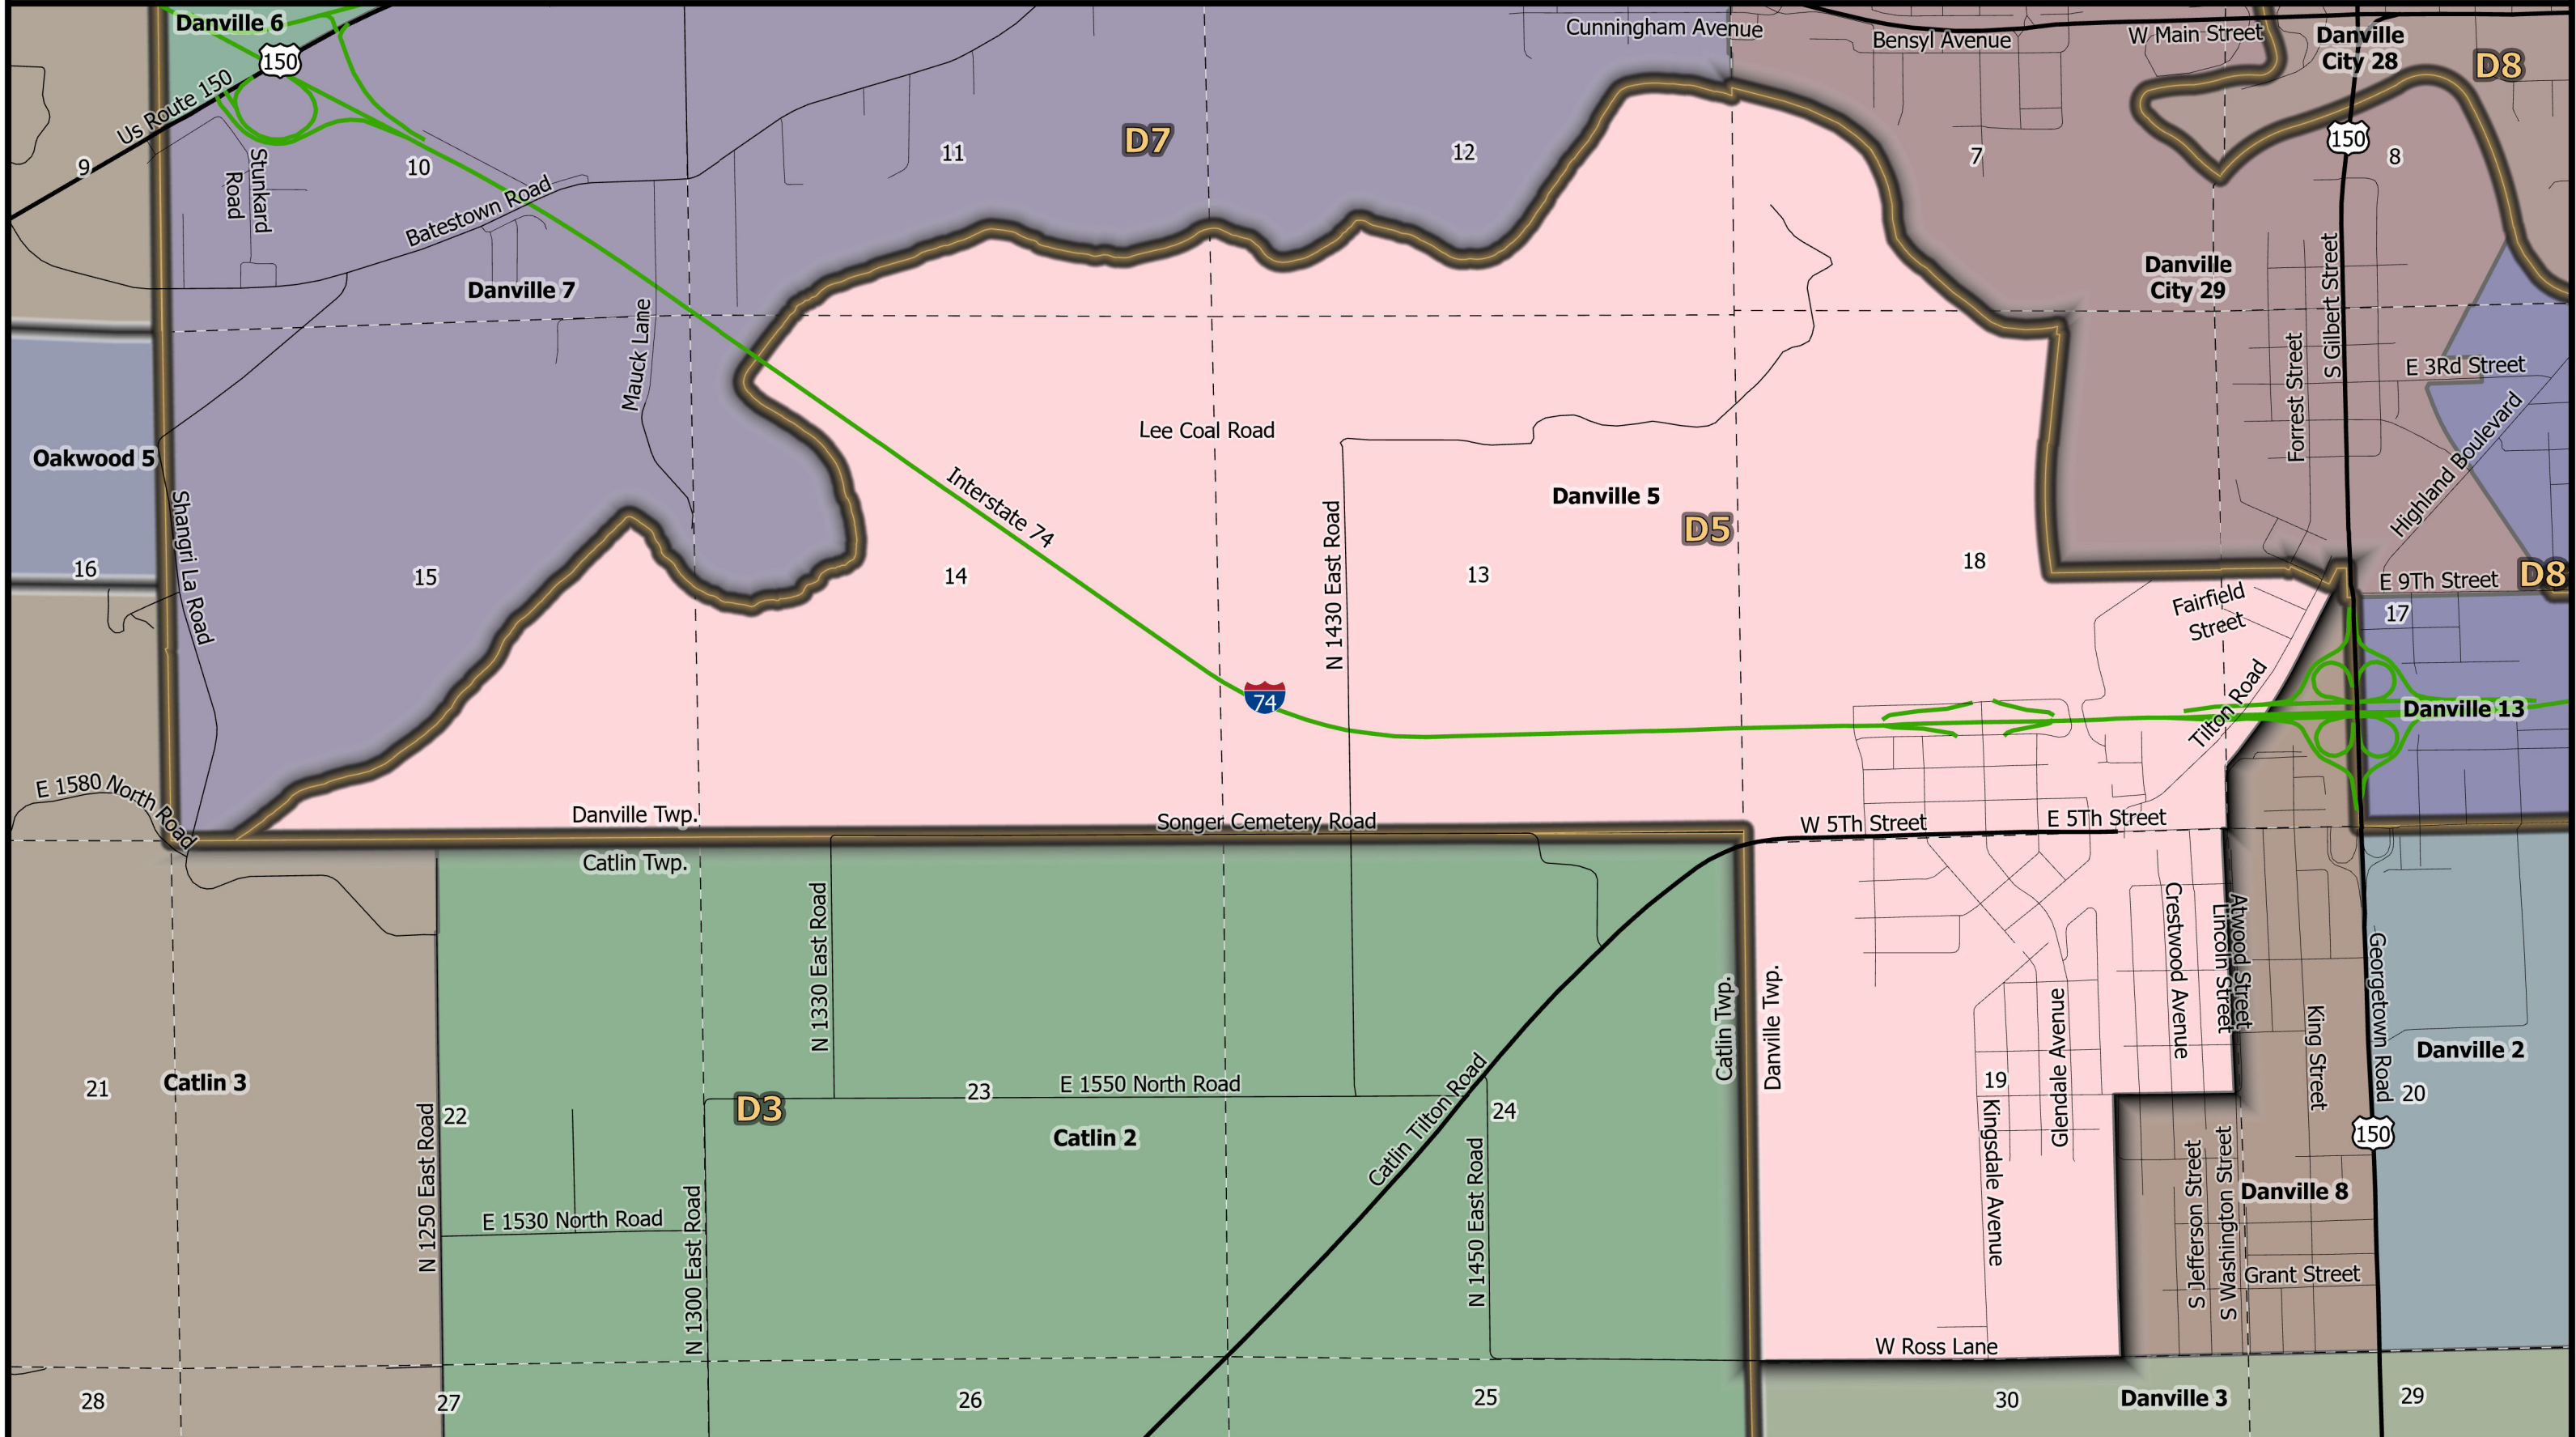 Danville 6
150
Us Route 150
Cunningham Avenue
Bensyl Avenue
W Main Street
Danville
City 28
D8
9
Stunkard
Road
10
Batestown Road
11
D7
12
7
150
8
Danville 7
Mauck Lane
Danville
City 29
Forrest Street
S Gilbert Street
E 3Rd Street
Highland Boulevard
Oakwood 5
16
Shangri La Road
15
Lee Coal Road
Interstate 74
14
N 1430 East Road
Danville 5
D5
13
18
D8
E 9Th Street
17
Fairfield
Street
74
Tilton Road
Danville 13
E 1580 North Road
Danville Twp.
Songer Cemetery Road
W 5Th Street
E 5Th Street
Catlin Twp.
N 1330 East Road
Catlin Twp.
Danville Twp.
Crestwood Avenue
Lincoln Street
Atwood Street
King Street
Georgetown Road
Danville 2
21
Catlin 3
N 1250 East Road
22
D3
23
E 1550 North Road
Catlin 2
Catlin Tilton Road
24
19
Glendale Avenue
Kingsdale Avenue
20
150
E 1530 North Road
N 1300 East Road
N 1450 East Road
S Jefferson Street
S Washington Street
Danville 8
Grant Street
W Ross Lane
28
27
26
25
30
Danville 3
29